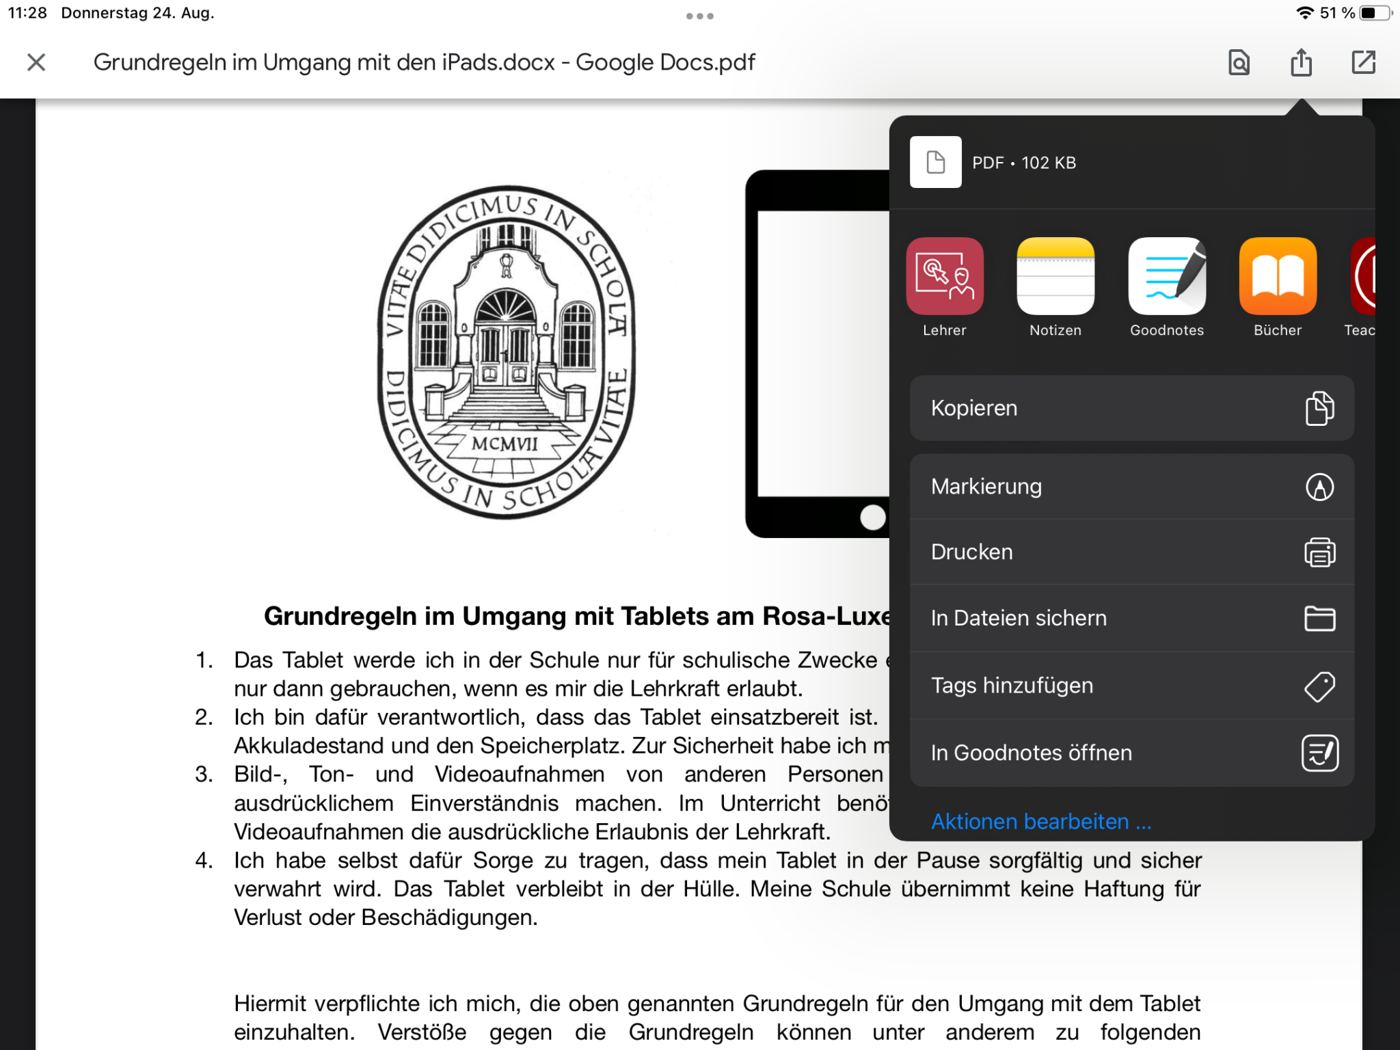 11:28 Donnerstag 24. Aug.
51 %
Grundregeln im Umgang mit den iPads.docx - Google Docs.pdf
PDF • 102 KB
Lehrer
Notizen
Goodnotes
Bücher
Teac
Kopieren
Markierung
Drucken
In Dateien sichern
Tags hinzufügen
In Goodnotes öffnen
Aktionen bearbeiten ...
VITÆ DIDICIMUS IN SCHOLA
DIDICIMUS IN SCHOLA VITAE
MCMVII
Grundregeln im Umgang mit Tablets am Rosa-Luxe
1. Das Tablet werde ich in der Schule nur für schulische Zwecke e
nur dann gebrauchen, wenn es mir die Lehrkraft erlaubt.
2. Ich bin dafür verantwortlich, dass das Tablet einsatzbereit ist.
Akkuladestand und den Speicherplatz. Zur Sicherheit habe ich m
3. Bild-, Ton- und Videoaufnahmen von anderen Personen
ausdrücklichem Einverständnis machen. Im Unterricht benö
Videoaufnahmen die ausdrückliche Erlaubnis der Lehrkraft.
4. Ich habe selbst dafür Sorge zu tragen, dass mein Tablet in der Pause sorgfältig und sicher
verwahrt wird. Das Tablet verbleibt in der Hülle. Meine Schule übernimmt keine Haftung für
Verlust oder Beschädigungen.
Hiermit verpflichte ich mich, die oben genannten Grundregeln für den Umgang mit dem Tablet
einzuhalten. Verstöße gegen die Grundregeln können unter anderem zu folgenden